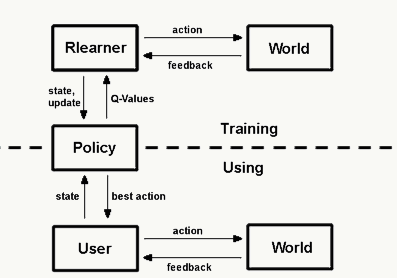 action
Rlearner
World
feedback
state,
update
Q-Values
Training
Policy
Using
state
best action
action
User
World
feedback